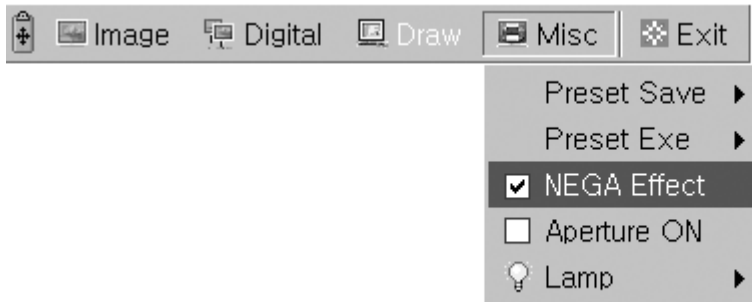 Image Digital Draw Misc Exit
Preset Save
Preset Exe
NEGA Effect
Aperture ON
Lamp